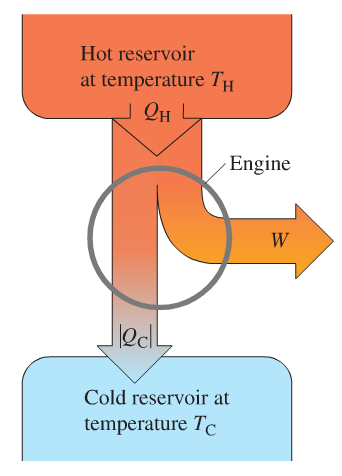 Hot reservoir
at temperature T_H
Q_H
Engine
W
|Q_C|
Cold reservoir at
temperature T_C